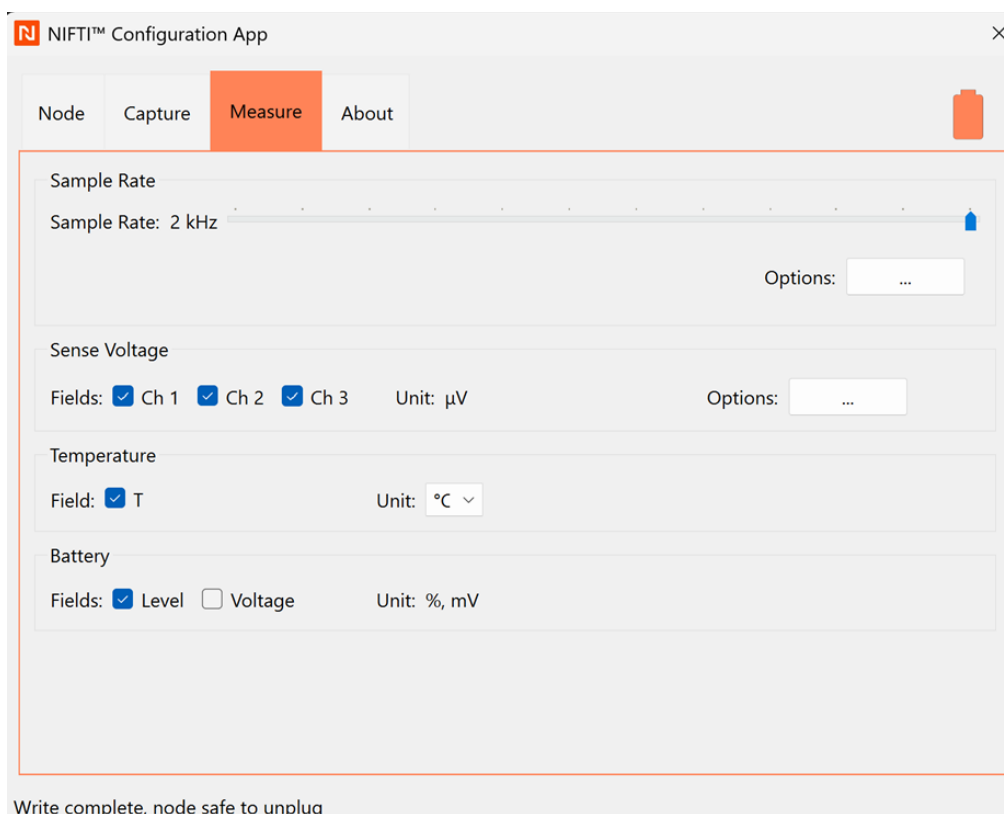 NIFTI™ Configuration App
Node Capture Measure About
Sample Rate
Sample Rate: 2 kHz
Options: ...
Sense Voltage
Fields: Ch 1 Ch 2 Ch 3 Unit: µV Options: ...
Temperature
Field: T Unit: °C
Battery
Fields: Level Voltage Unit: %, mV
Write complete, node safe to unplug